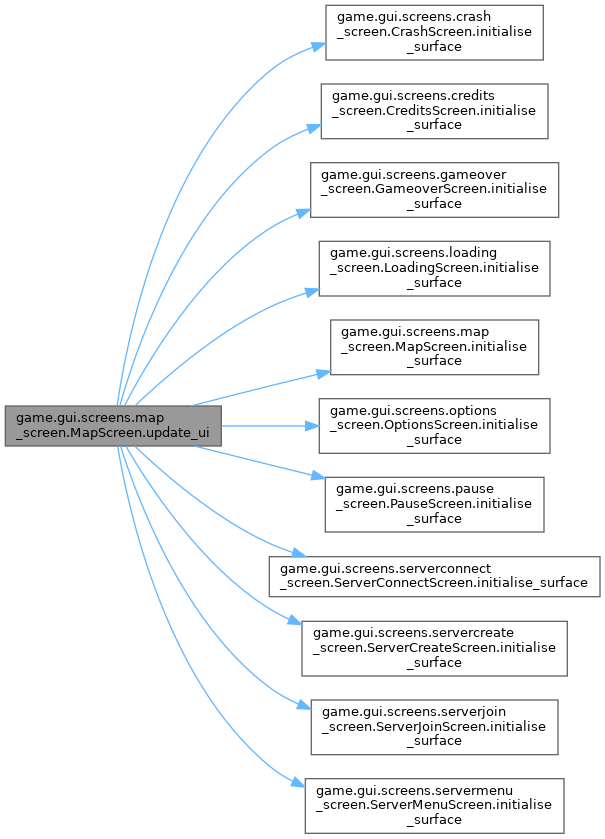 game.gui.screens.crash
_screen.CrashScreen.initialise
_surface
game.gui.screens.credits
_screen.CreditsScreen.initialise
_surface
game.gui.screens.gameover
_screen.GameoverScreen.initialise
_surface
game.gui.screens.loading
_screen.LoadingScreen.initialise
_surface
game.gui.screens.map
_screen.MapScreen.initialise
_surface
game.gui.screens.map
_screen.MapScreen.update_ui
game.gui.screens.options
_screen.OptionsScreen.initialise
_surface
game.gui.screens.pause
_screen.PauseScreen.initialise
_surface
game.gui.screens.serverconnect
_screen.ServerConnectScreen.initialise_surface
game.gui.screens.servercreate
_screen.ServerCreateScreen.initialise
_surface
game.gui.screens.serverjoin
_screen.ServerJoinScreen.initialise
_surface
game.gui.screens.servermenu
_screen.ServerMenuScreen.initialise
_surface